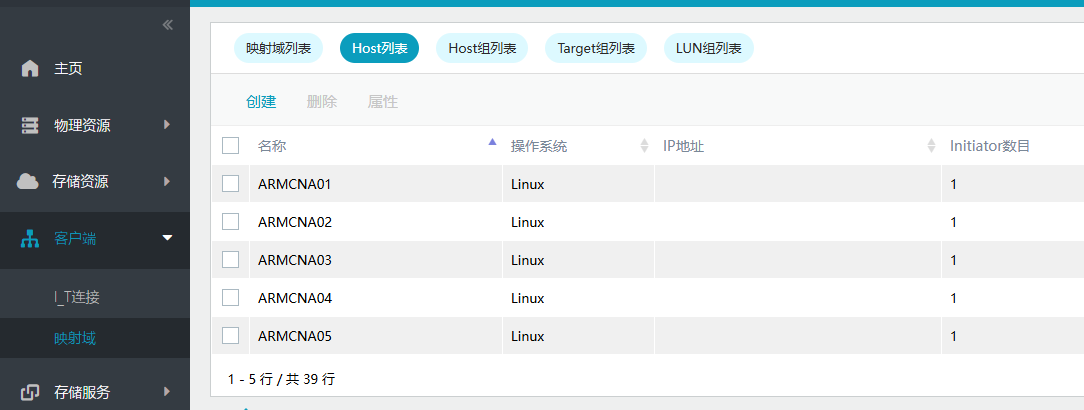 主页
物理资源
存储资源
客户端
I_T连接
映射域
存储服务
映射域列表 Host列表 Host组列表 Target组列表 LUN组列表
创建 删除 属性
名称 操作系统 IP地址 Initiator数目
ARMCNA01 Linux 1
ARMCNA02 Linux 1
ARMCNA03 Linux 1
ARMCNA04 Linux 1
ARMCNA05 Linux 1
1 - 5 行 / 共 39 行